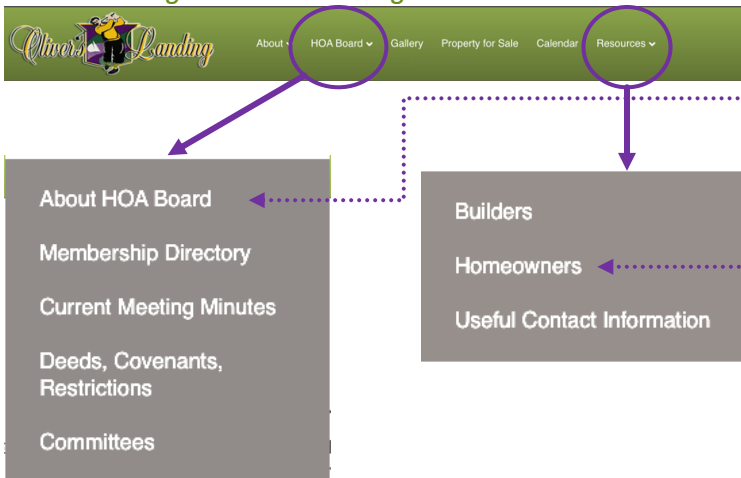 Oliver's Landing
About
HOA Board
Gallery
Property for Sale
Calendar
Resources
About HOA Board
Membership Directory
Current Meeting Minutes
Deeds, Covenants,
Restrictions
Committees
Builders
Homeowners
Useful Contact Information